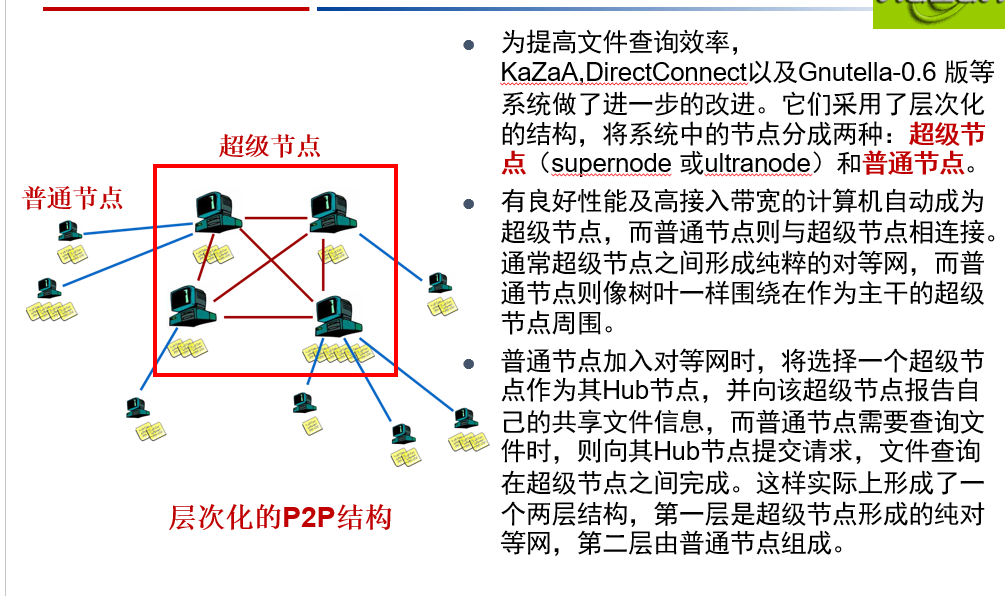 为提高文件查询效率，
KaZaA,DirectConnect以及Gnutella-0.6 版等
系统做了进一步的改进。它们采用了层次化
的结构，将系统中的节点分成两种：超级节
点（supernode 或ultranode）和普通节点。
有良好性能及高接入带宽的计算机自动成为
超级节点，而普通节点则与超级节点相连接。
通常超级节点之间形成纯粹的对等网，而普
通节点则像树叶一样围绕在作为主干的超级
节点周围。
普通节点加入对等网时，将选择一个超级节
点作为其Hub节点，并向该超级节点报告自
己的共享文件信息，而普通节点需要查询文
件时，则向其Hub节点提交请求，文件查询
在超级节点之间完成。这样实际上形成了一
个两层结构，第一层是超级节点形成的纯对
等网，第二层由普通节点组成。
超级节点
普通节点
层次化的P2P结构